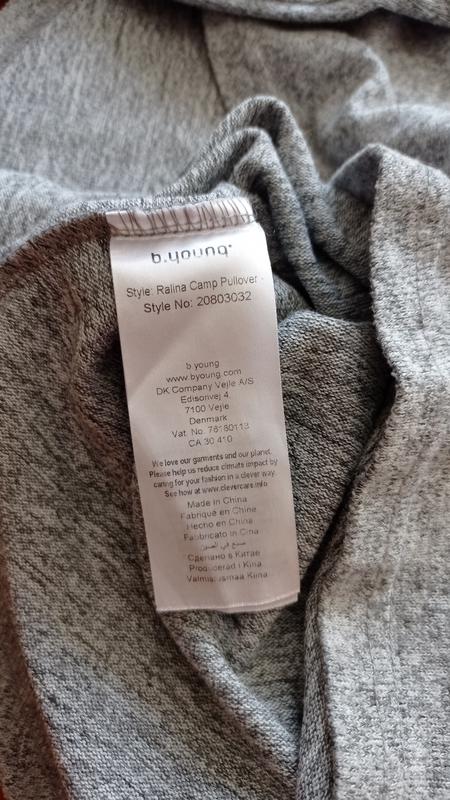 b.young.
Style: Ralina Camp Pullover -
Style No: 20803032
b.young
www.byoung.com
DK Company Vejle A/S
Edisonvej 4
7100 Vejle
Denmark
Vat. No. 76180113
CA 30 410
We love our garments and our planet.
Please help us reduce climate impact by
caring for your fashion in a clever way.
See how at www.clevercare.info
Made in China
Fabriqué en Chine
Hecho en China
Fabbricato in Cina
صنع في الصين
Сделано в Китае
Producerad i Kina
Valmistusmaa Kiina